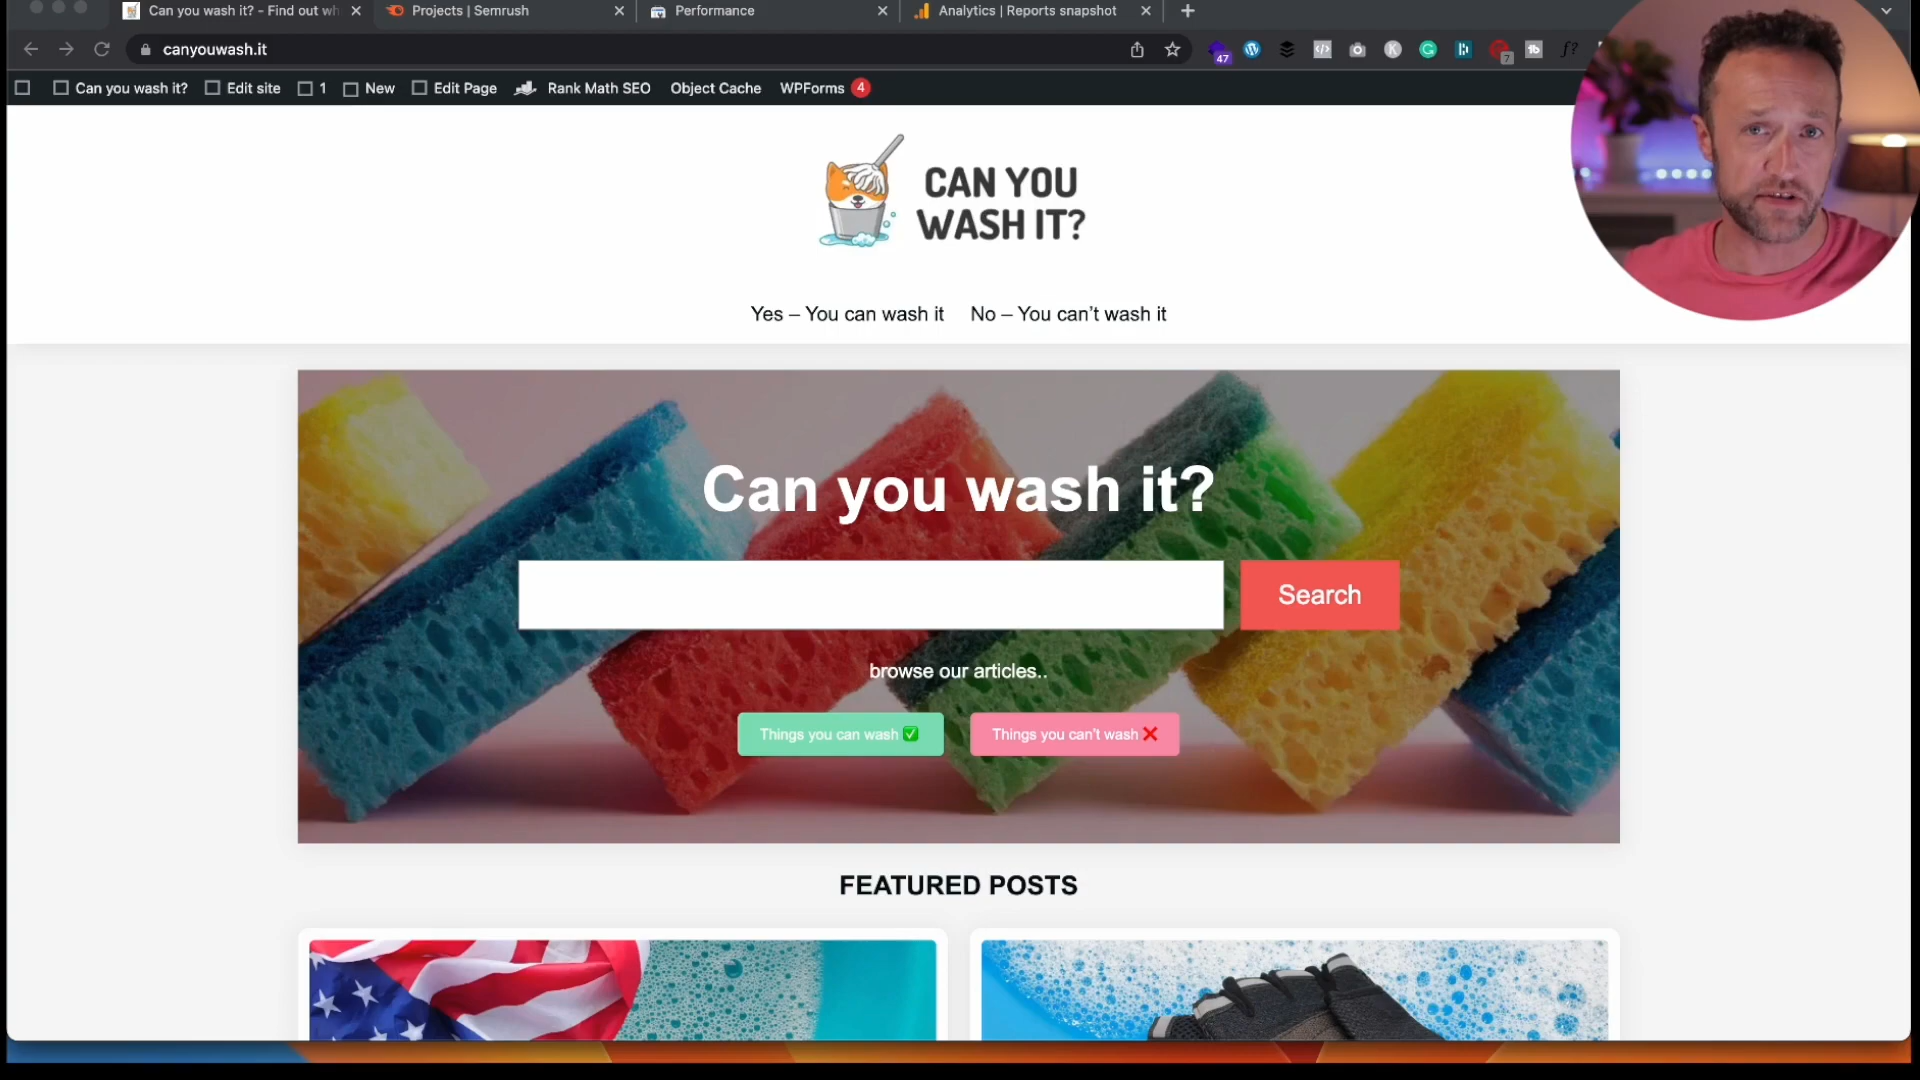 Can you wash it? - Find out wh
Projects | Semrush
Performance
Analytics | Reports snapshot
canyouwash.it
47
7
f?
Can you wash it?
Edit site
1
New
Edit Page
Rank Math SEO
Object Cache
WPForms 4
CAN YOU
WASH IT?
Yes – You can wash it
No – You can't wash it
Can you wash it?
Search
browse our articles..
Things you can wash ✅
Things you can't wash ❌
FEATURED POSTS